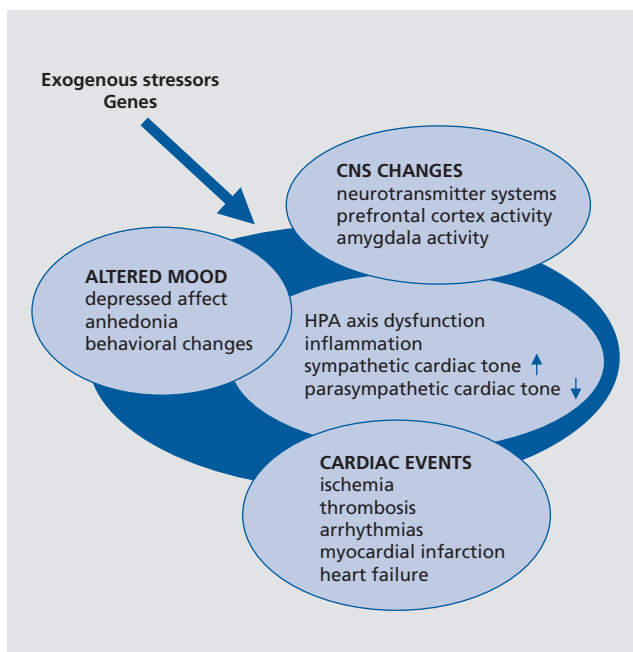 Exogenous stressors
Genes
CNS CHANGES
neurotransmitter systems
prefrontal cortex activity
amygdala activity
ALTERED MOOD
depressed affect
anhedonia
behavioral changes
HPA axis dysfunction
inflammation
sympathetic cardiac tone ↑
parasympathetic cardiac tone ↓
CARDIAC EVENTS
ischemia
thrombosis
arrhythmias
myocardial infarction
heart failure